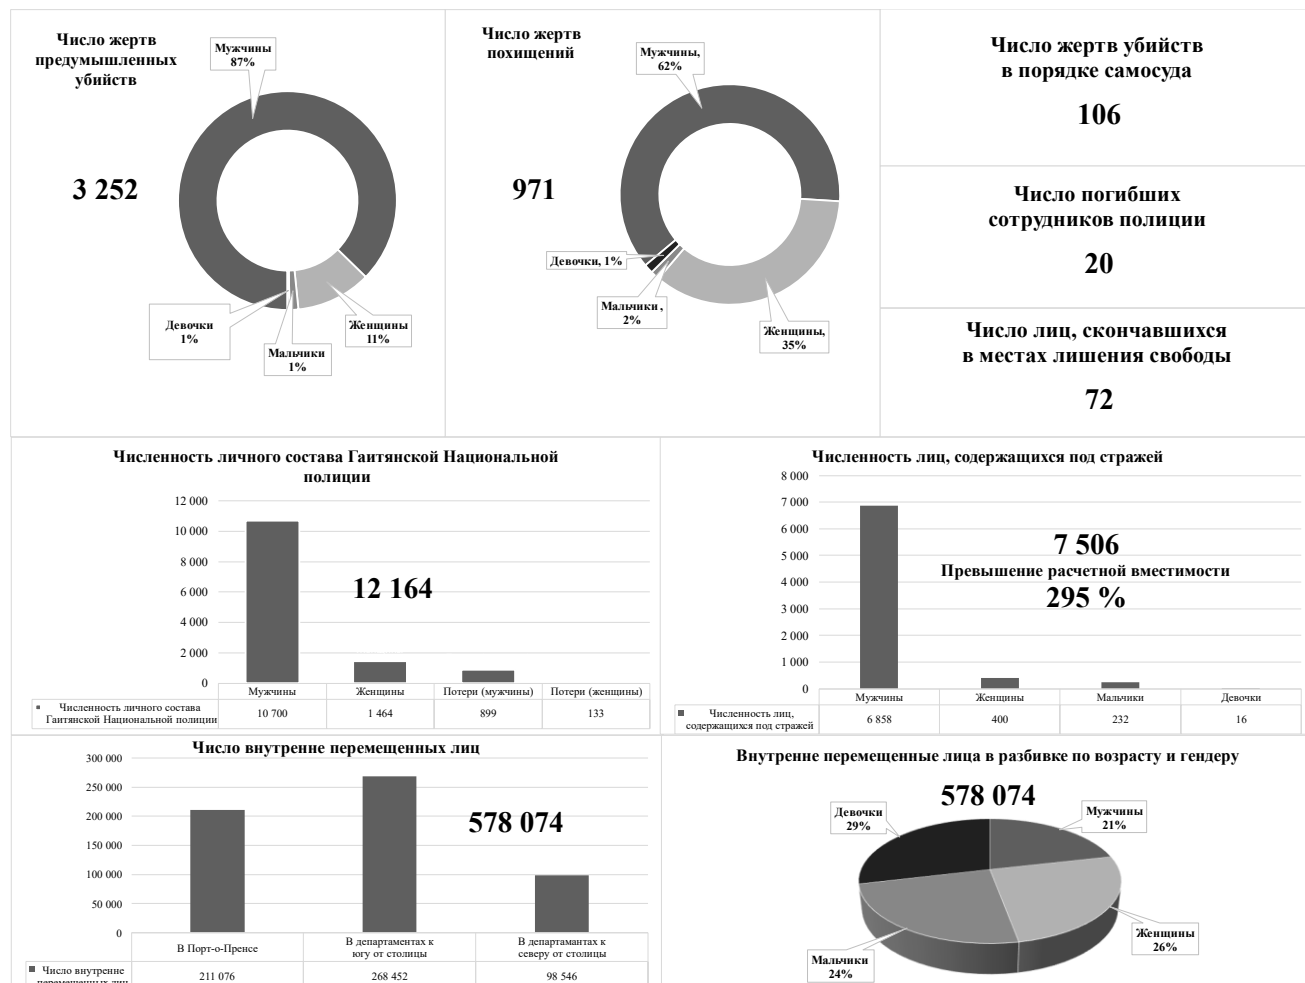 Число жертв
предумышленных
убийств
3 252
Мужчины
87%
Девочки
1%
Мальчики
1%
Женщины
11%
Число жертв
похищений
971
Мужчины,
62%
Девочки, 1%
Мальчики ,
2%
Женщины,
35%
Число жертв убийств
в порядке самосуда
106
Число погибших
сотрудников полиции
20
Число лиц, скончавшихся
в местах лишения свободы
72
Численность личного состава Гаитянской Национальной
полиции
12 000
10 000
8 000
6 000
4 000
2 000
0
12 164
Мужчины Женщины Потери (мужчины) Потери (женщины)
Численность личного состава
Гаитянской Национальной полиции
10 700 1 464 899 133
Численность лиц, содержащихся под стражей
8 000
7 000
6 000
5 000
4 000
3 000
2 000
1 000
0
7 506
Превышение расчетной вместимости
295 %
Мужчины Женщины Мальчики Девочки
Численность лиц,
содержащихся под стражей
6 858 400 232 16
Число внутренне перемещенных лиц
300 000
250 000
200 000
150 000
100 000
50 000
0
578 074
В Порт-о-Пренсе
В департаментах к
югу от столицы
В департамантах к
северу от столицы
Число внутренне
перемещенных лиц
211 076 268 452 98 546
Внутренне перемещенные лица в разбивке по возрасту и гендеру
578 074
Девочки
29%
Мужчины
21%
Мальчики
24%
Женщины
26%